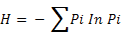 H = − ∑Pi In Pi